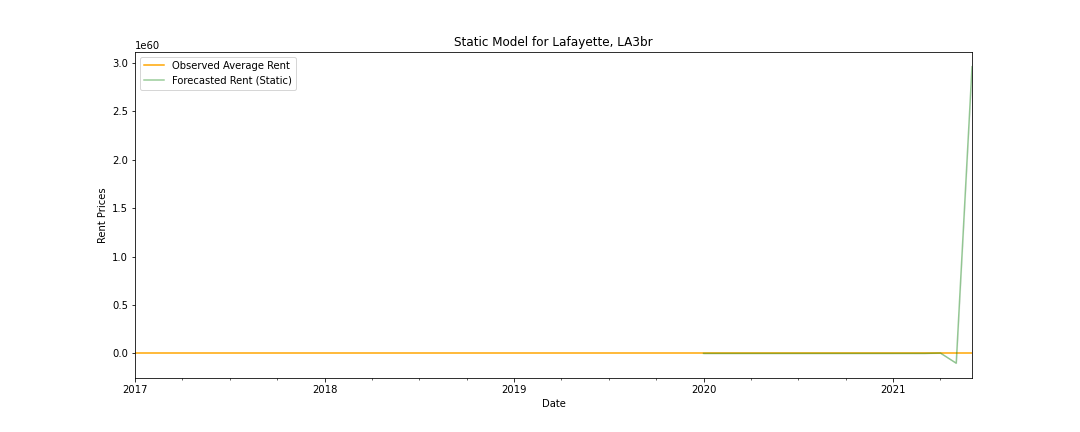 Static Model for Lafayette, LA3br
1e60
Observed Average Rent
Forecasted Rent (Static)
3.0
2.5
2.0
1.5
1.0
0.5
0.0
Rent Prices
2017 2018 2019 2020 2021
Date